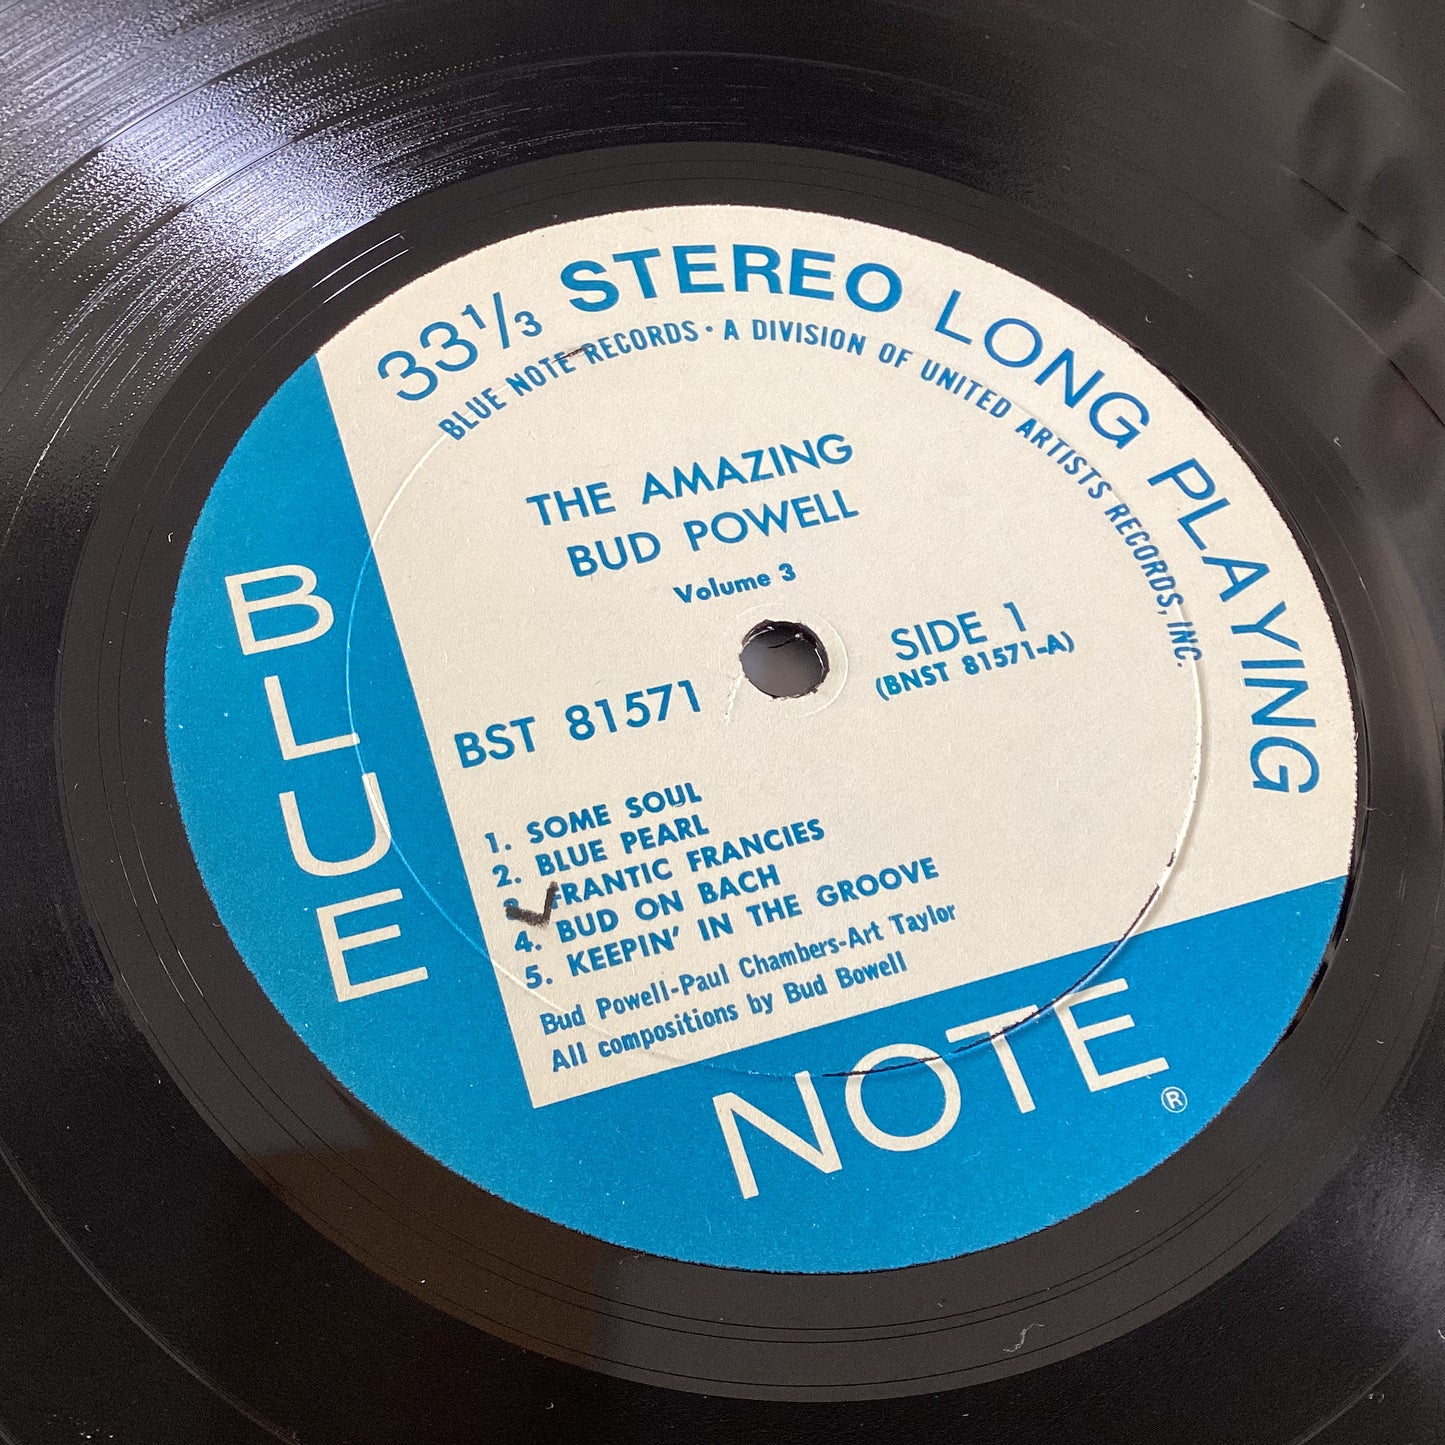 33⅓ STEREO LONG PLAYING
BLUE NOTE RECORDS · A DIVISION OF UNITED ARTISTS RECORDS, INC.
THE AMAZING
BUD POWELL
Volume 3
SIDE 1
BST 81571
(BNST 81571-A)
1. SOME SOUL
2. BLUE PEARL
3. FRANTIC FRANCIES
4. BUD ON BACH
5. KEEPIN' IN THE GROOVE
Bud Powell-Paul Chambers-Art Taylor
All compositions by Bud Bowell
BLUE
NOTE®